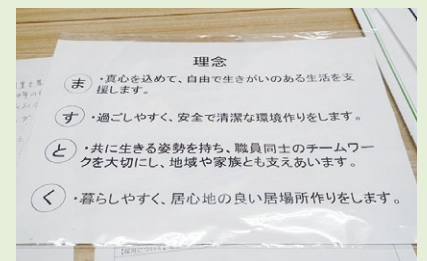 理念
ま ・真心を込めて、自由で生きがいのある生活を支
援します。
す ・過ごしやすく、安全で清潔な環境作りをします。
と ・共に生きる姿勢を持ち、職員同士のチームワー
クを大切にし、地域や家族とも支えあいます。
く ・暮らしやすく、居心地の良い居場所作りをします。